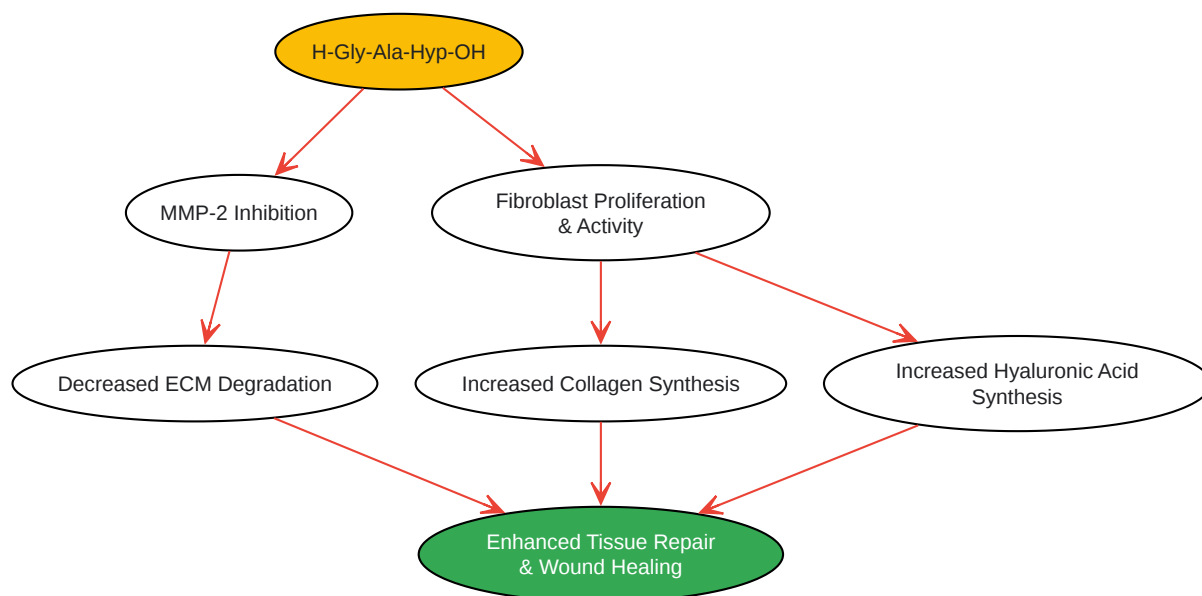 H-Gly-Ala-Hyp-OH
MMP-2 Inhibition
Fibroblast Proliferation
& Activity
Decreased ECM Degradation
Increased Collagen Synthesis
Increased Hyaluronic Acid
Synthesis
Enhanced Tissue Repair
& Wound Healing